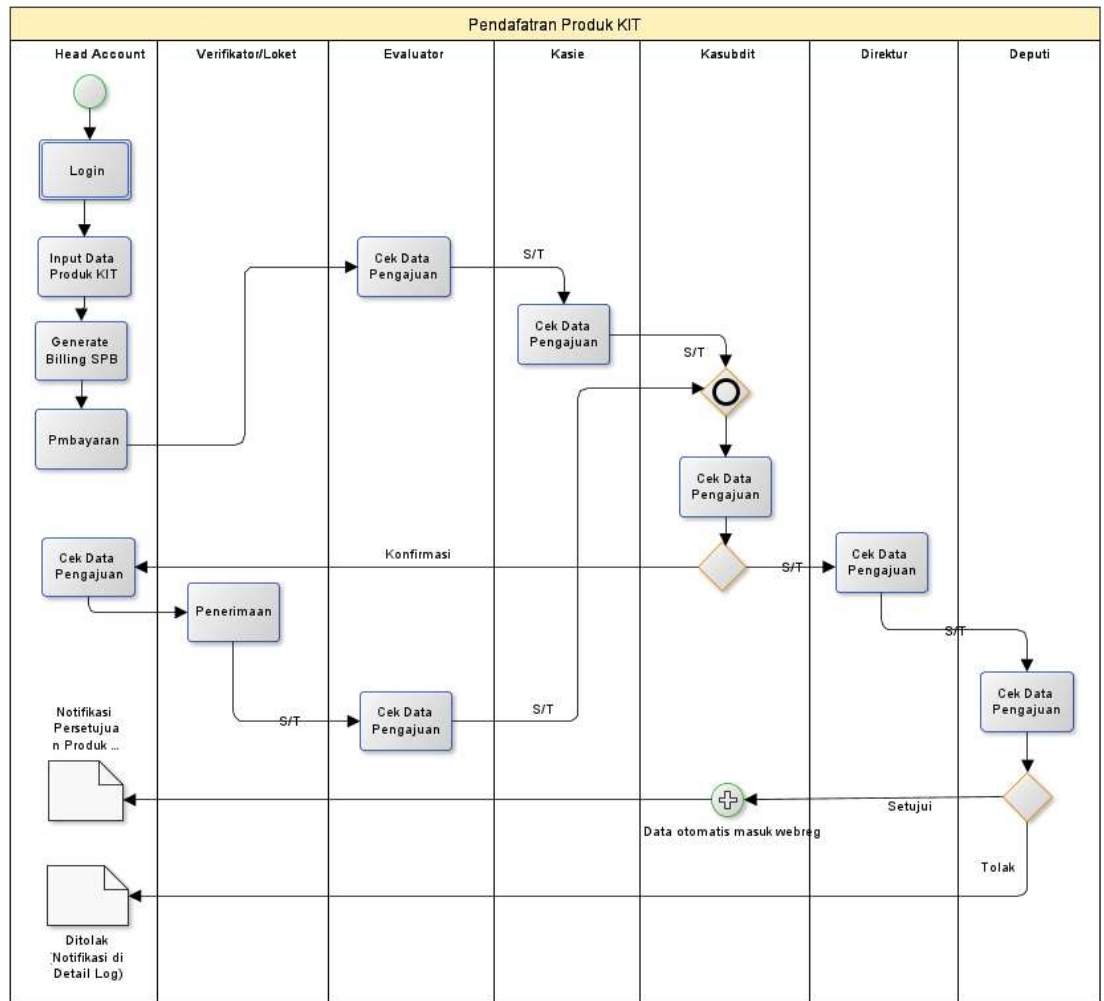 Pendafatran Produk KIT
Head Account
Verifikator/Loket
Evaluator
Kasie
Kasubdit
Direktur
Deputi
Login
Input Data
Produk KIT
Generate
Billing SPB
Pmbayaran
Cek Data
Pengajuan
S/T
Cek Data
Pengajuan
S/T
Cek Data
Pengajuan
Konfirmasi
S/T
Cek Data
Pengajuan
Cek Data
Pengajuan
Penerimaan
S/T
S/T
Cek Data
Pengajuan
S/T
Cek Data
Pengajuan
Notifikasi
Persetujua
n Produk ...
Setujui
Data otomatis masuk webreg
Tolak
Ditolak
(Notifikasi di
Detail Log)